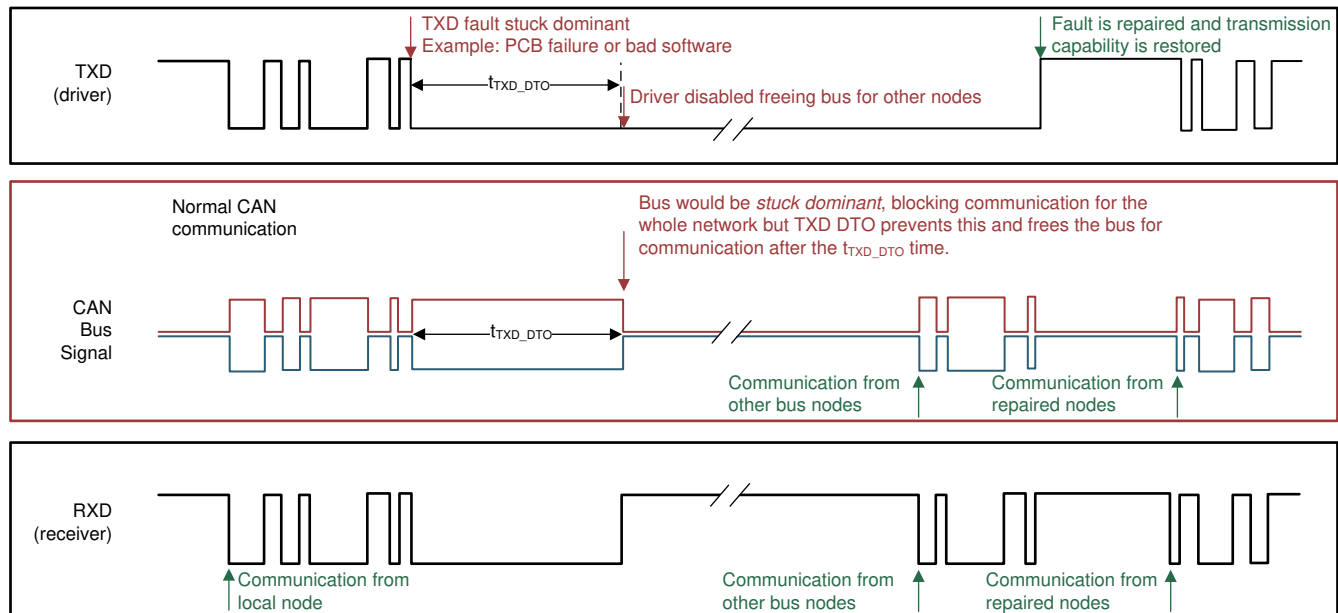 TXD fault stuck dominant
Example: PCB failure or bad software
Fault is repaired and transmission
capability is restored
TXD
(driver)
tTXD_DTO
Driver disabled freeing bus for other nodes
Normal CAN
communication
Bus would be stuck dominant, blocking communication for the
whole network but TXD DTO prevents this and frees the bus for
communication after the tTXD_DTO time.
CAN
Bus
Signal
tTXD_DTO
Communication from
other bus nodes
Communication from
repaired nodes
RXD
(receiver)
Communication from
local node
Communication from
other bus nodes
Communication from
repaired nodes